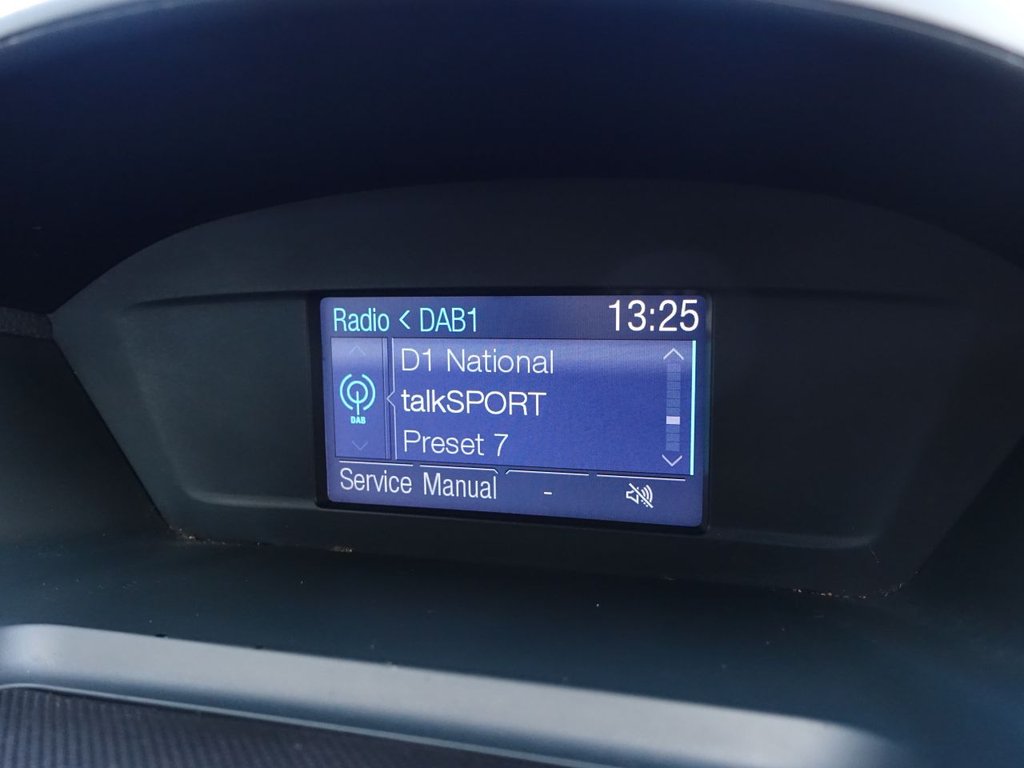 Radio < DAB1 13:25
D1 National
DAB talkSPORT
Preset 7
Service Manual -